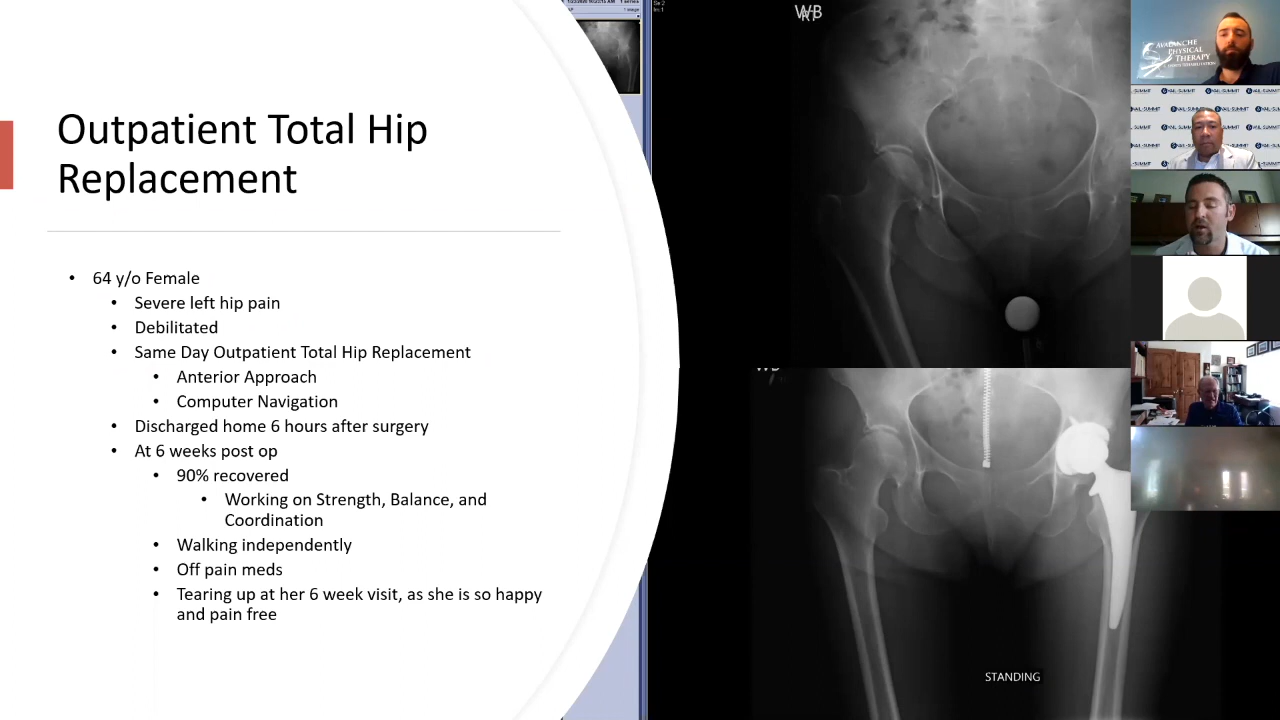 Outpatient Total Hip
Replacement
• 64 y/o Female
• Severe left hip pain
• Debilitated
• Same Day Outpatient Total Hip Replacement
• Anterior Approach
• Computer Navigation
• Discharged home 6 hours after surgery
• At 6 weeks post op
• 90% recovered
• Working on Strength, Balance, and
Coordination
• Walking independently
• Off pain meds
• Tearing up at her 6 week visit, as she is so happy
and pain free
WB
STANDING
AVALANCHE
PHYSICAL
THERAPY